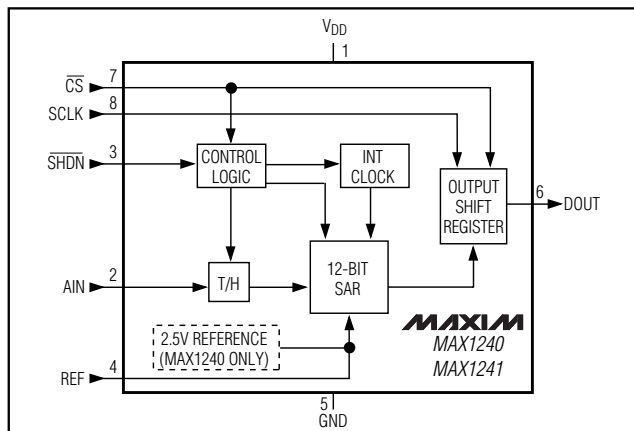 VDD
1
CS
7
SCLK
8
SHDN
3
CONTROL
LOGIC
INT
CLOCK
OUTPUT
SHIFT
REGISTER
6
DOUT
AIN
2
T/H
12-BIT
SAR
2.5V REFERENCE
(MAX1240 ONLY)
MAXIM
MAX1240
MAX1241
REF
4
5
GND